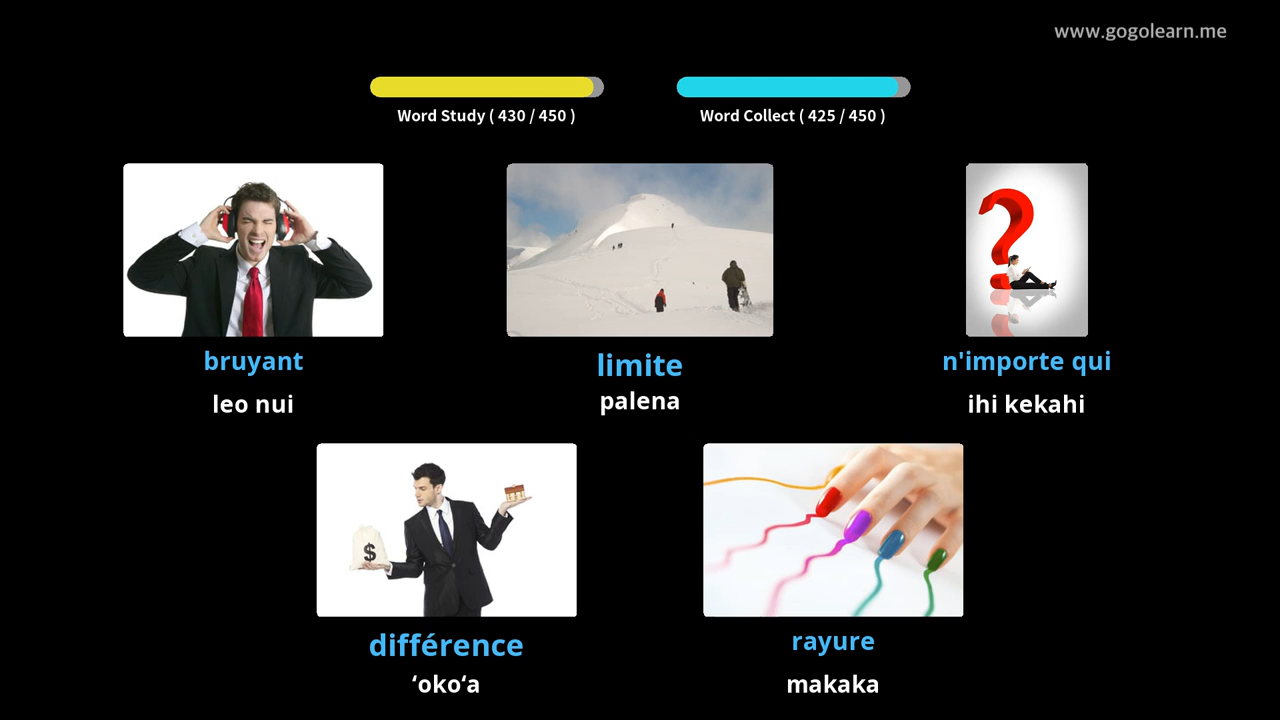 www.gogolearn.me
Word Study ( 430 / 450 )
Word Collect ( 425 / 450 )
bruyant
leo nui
limite
palena
n'importe qui
ihi kekahi
$
différence
ʻokoʻa
rayure
makaka